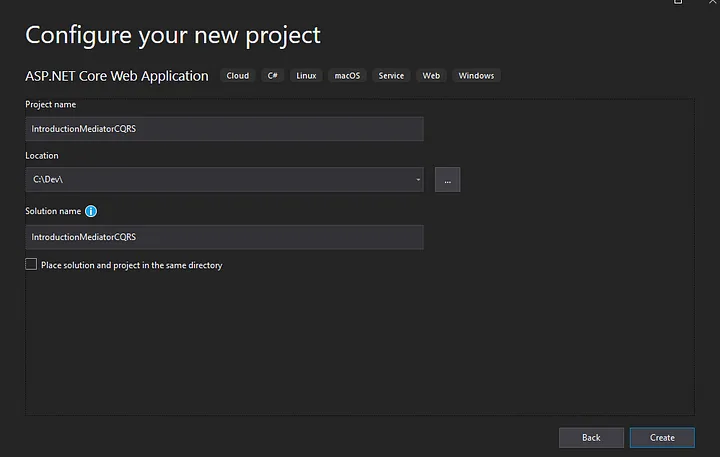 Configure your new project
ASP.NET Core Web Application Cloud C# Linux macOS Service Web Windows
Project name
IntroductionMediatorCQRS
Location
C:\Dev\
...
Solution name
IntroductionMediatorCQRS
Place solution and project in the same directory
Back Create